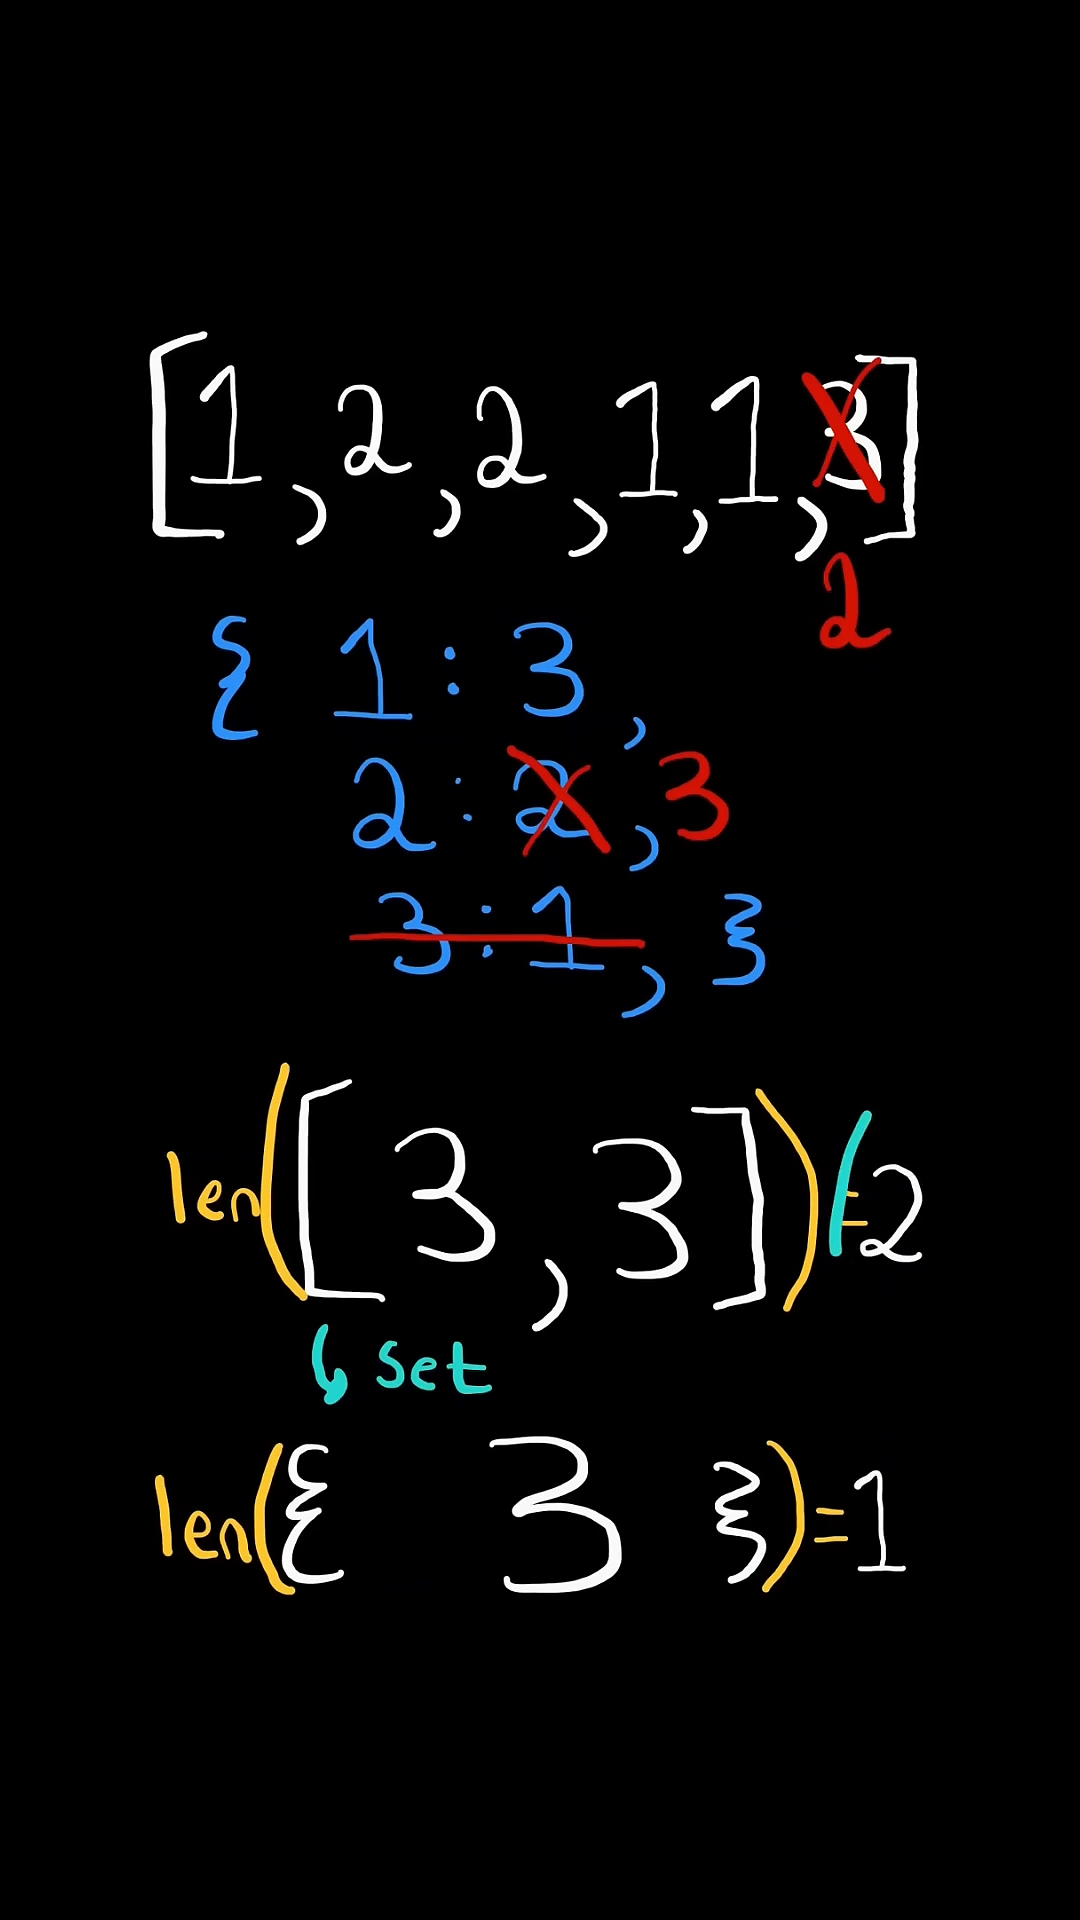 [1, 2, 2, 1, 1, 3]
2
{ 1 : 3,
2 : 2, 3
3 : 1, }
len([3, 3]) = 2
set
len({ 3 }) = 1